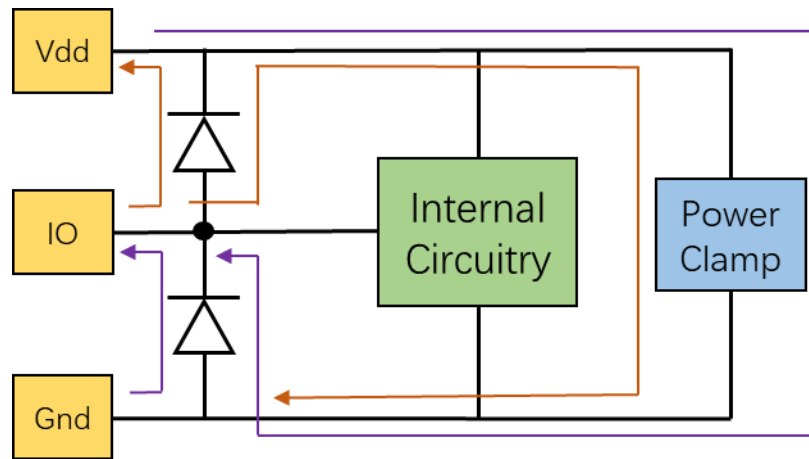 Vdd
IO
Gnd
Internal
Circuitry
Power
Clamp